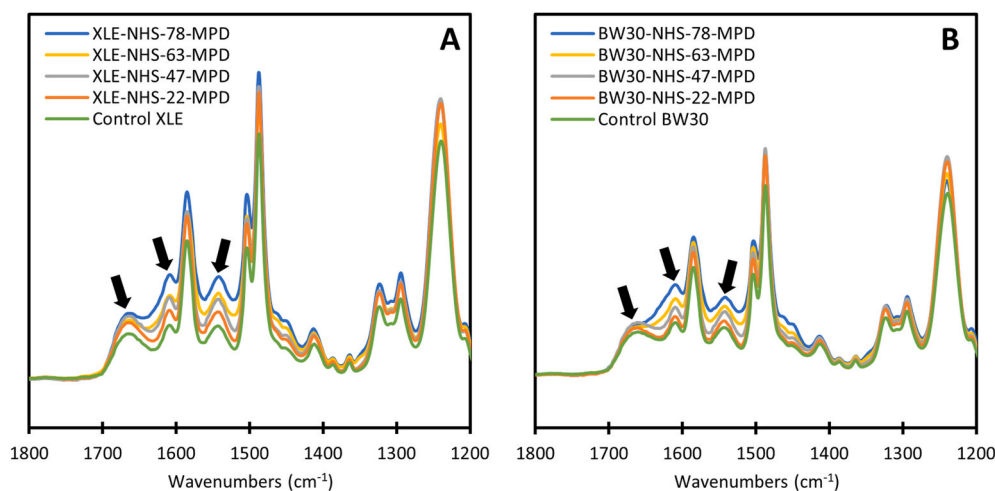 XLE-NHS-78-MPD
XLE-NHS-63-MPD
XLE-NHS-47-MPD
XLE-NHS-22-MPD
Control XLE
A
1800 1700 1600 1500 1400 1300 1200
Wavenumbers (cm⁻¹)
BW30-NHS-78-MPD
BW30-NHS-63-MPD
BW30-NHS-47-MPD
BW30-NHS-22-MPD
Control BW30
B
1800 1700 1600 1500 1400 1300 1200
Wavenumbers (cm⁻¹)